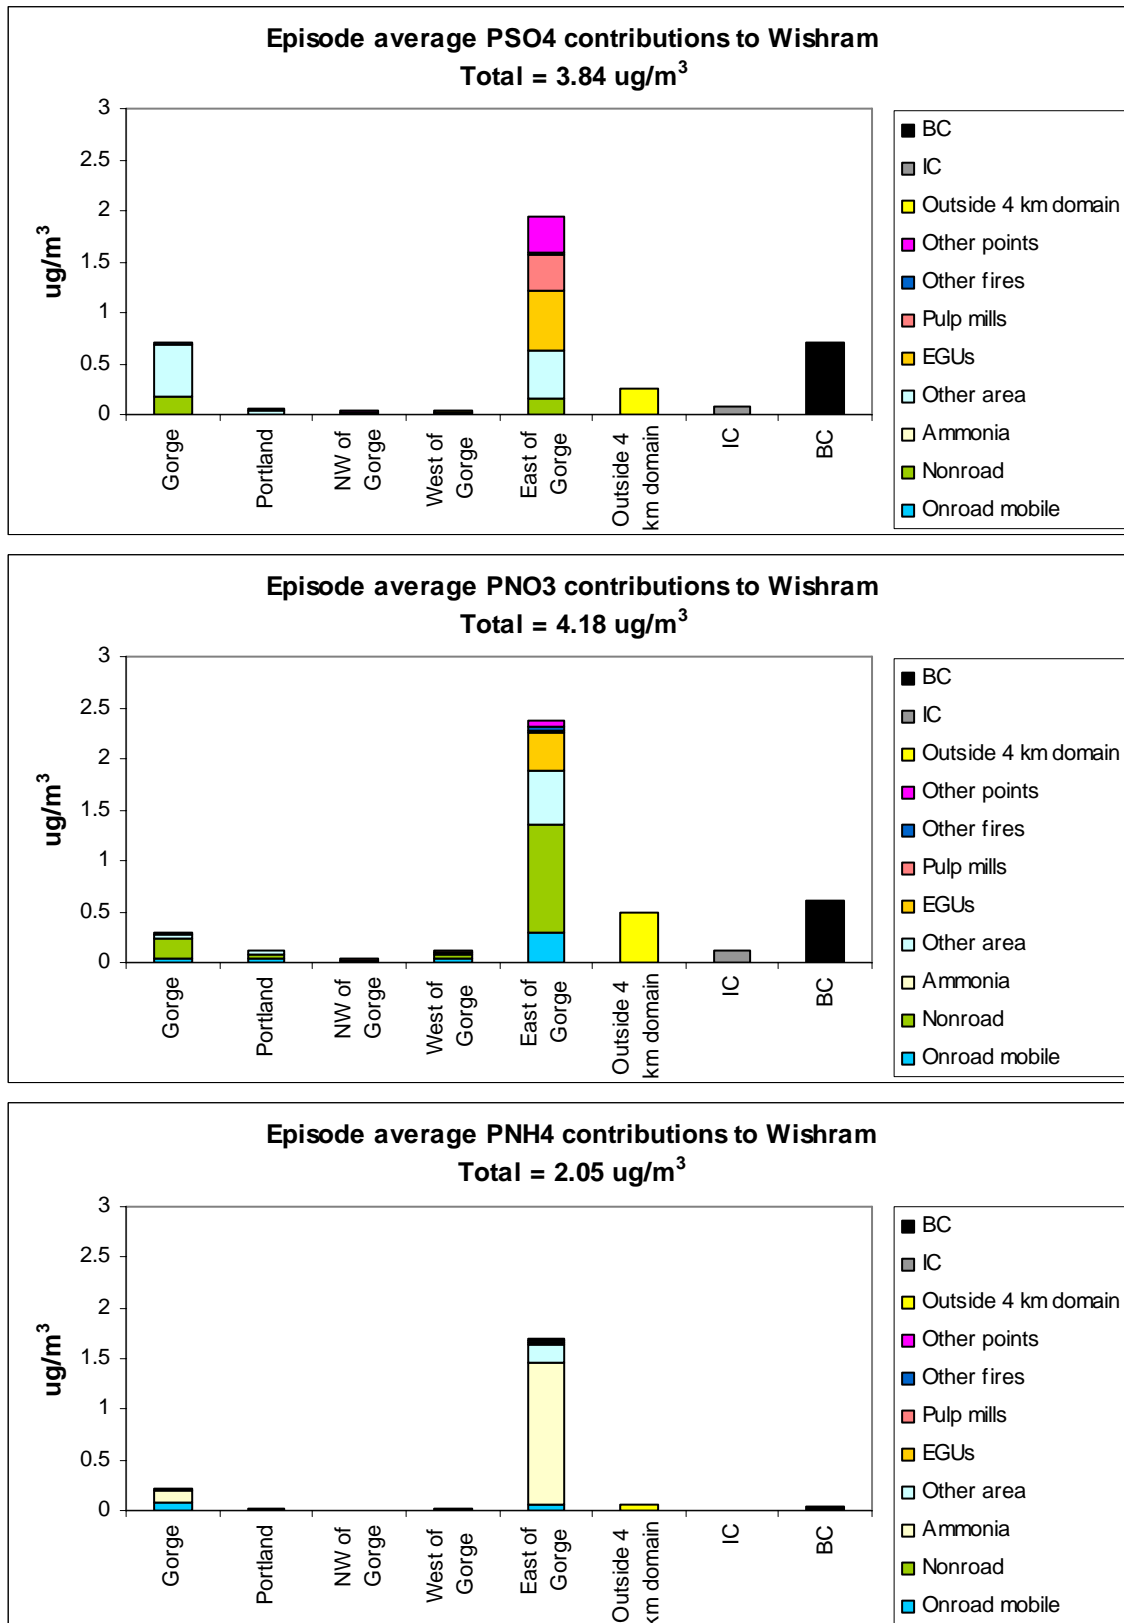 Episode average PSO4 contributions to Wishram
Total = 3.84 ug/m³
3
2.5
2
1.5
1
0.5
0
ug/m³
Gorge
Portland
NW of
Gorge
West of
Gorge
East of
Gorge
Outside 4
km domain
IC
BC
BC
IC
Outside 4 km domain
Other points
Other fires
Pulp mills
EGUs
Other area
Ammonia
Nonroad
Onroad mobile
Episode average PNO3 contributions to Wishram
Total = 4.18 ug/m³
3
2.5
2
1.5
1
0.5
0
ug/m³
Gorge
Portland
NW of
Gorge
West of
Gorge
East of
Gorge
Outside 4
km domain
IC
BC
BC
IC
Outside 4 km domain
Other points
Other fires
Pulp mills
EGUs
Other area
Ammonia
Nonroad
Onroad mobile
Episode average PNH4 contributions to Wishram
Total = 2.05 ug/m³
3
2.5
2
1.5
1
0.5
0
ug/m³
Gorge
Portland
NW of
Gorge
West of
Gorge
East of
Gorge
Outside 4
km domain
IC
BC
BC
IC
Outside 4 km domain
Other points
Other fires
Pulp mills
EGUs
Other area
Ammonia
Nonroad
Onroad mobile